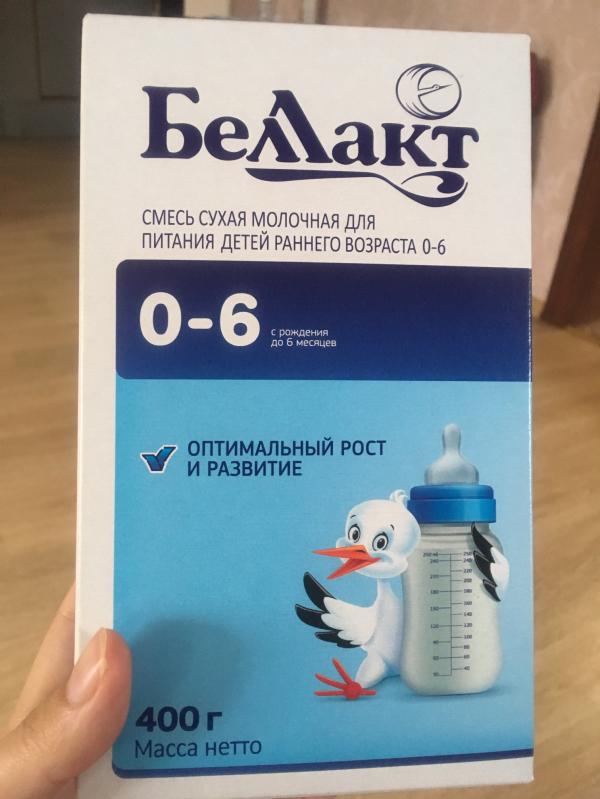 Беллакт
СМЕСЬ СУХАЯ МОЛОЧНАЯ ДЛЯ
ПИТАНИЯ ДЕТЕЙ РАННЕГО ВОЗРАСТА 0-6
0-6
с рождения
до 6 месяцев
ОПТИМАЛЬНЫЙ РОСТ
И РАЗВИТИЕ
400 г
Масса нетто